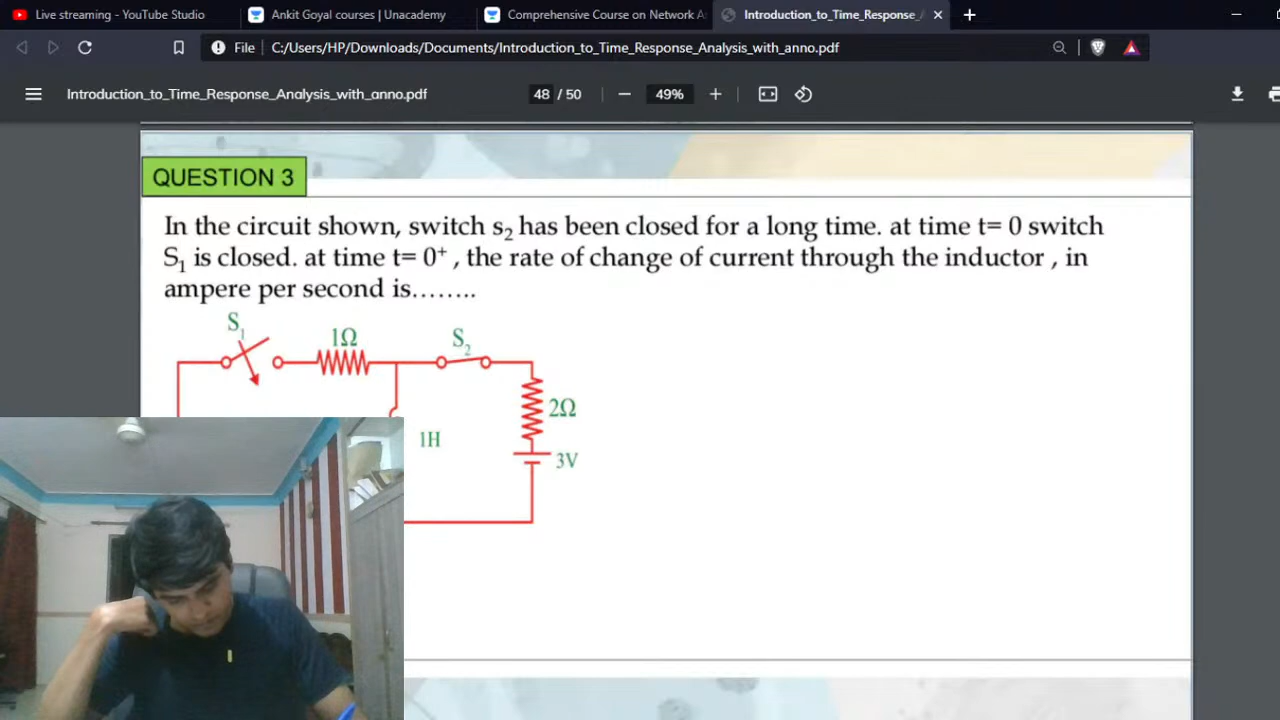 Live streaming - YouTube Studio
Ankit Goyal courses | Unacademy
Comprehensive Course on Network A
Introduction_to_Time_Response_
File
C:/Users/HP/Downloads/Documents/Introduction_to_Time_Response_Analysis_with_anno.pdf
Introduction_to_Time_Response_Analysis_with_anno.pdf
48 / 50
49%
QUESTION 3
In the circuit shown, switch s₂ has been closed for a long time. at time t= 0 switch
S₁ is closed. at time t= 0⁺ , the rate of change of current through the inductor , in
ampere per second is……..
S₁
1Ω
S₂
2Ω
1H
3V